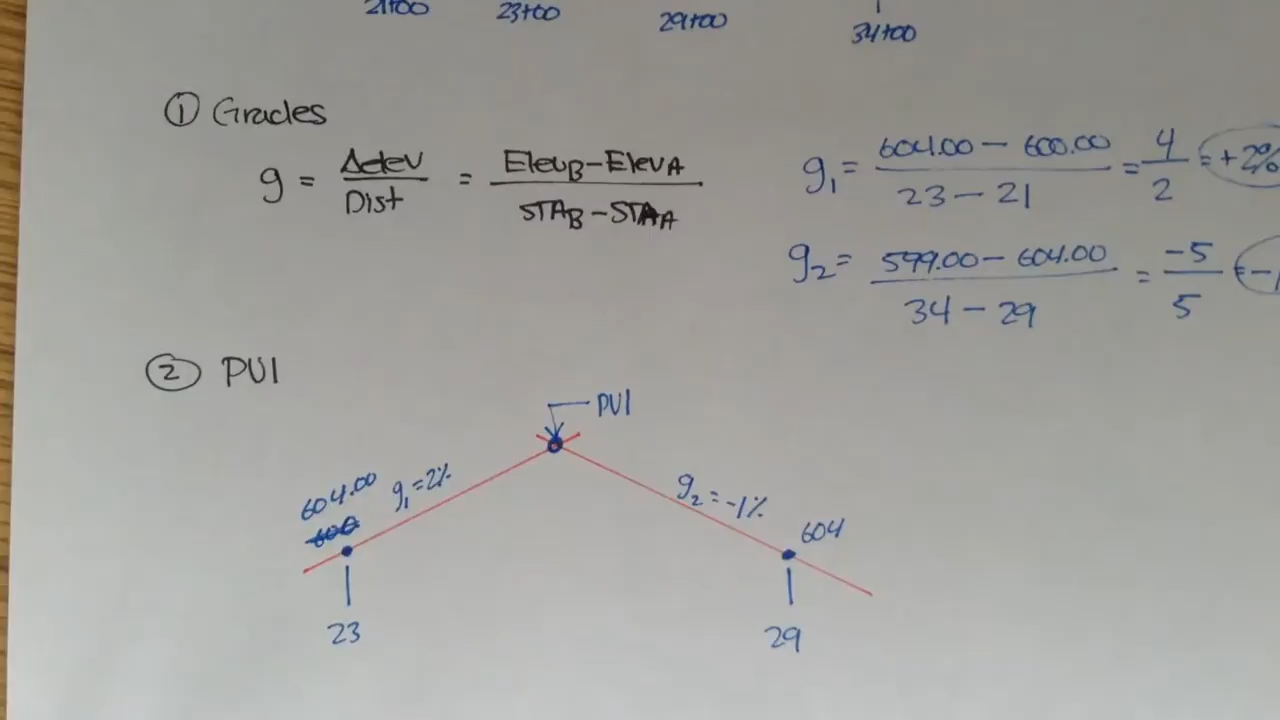 21+00 23+00 29+00 34+00
① Grades
g = Δelev / Dist = ElevB - ElevA / STAB - STAA
g1 = 604.00 - 600.00 / 23 - 21 = 4 / 2 = +2%
g2 = 599.00 - 604.00 / 34 - 29 = -5 / 5 = -1
② PVI
PVI
604.00 g1 = 2% g2 = -1%
600 604
23 29